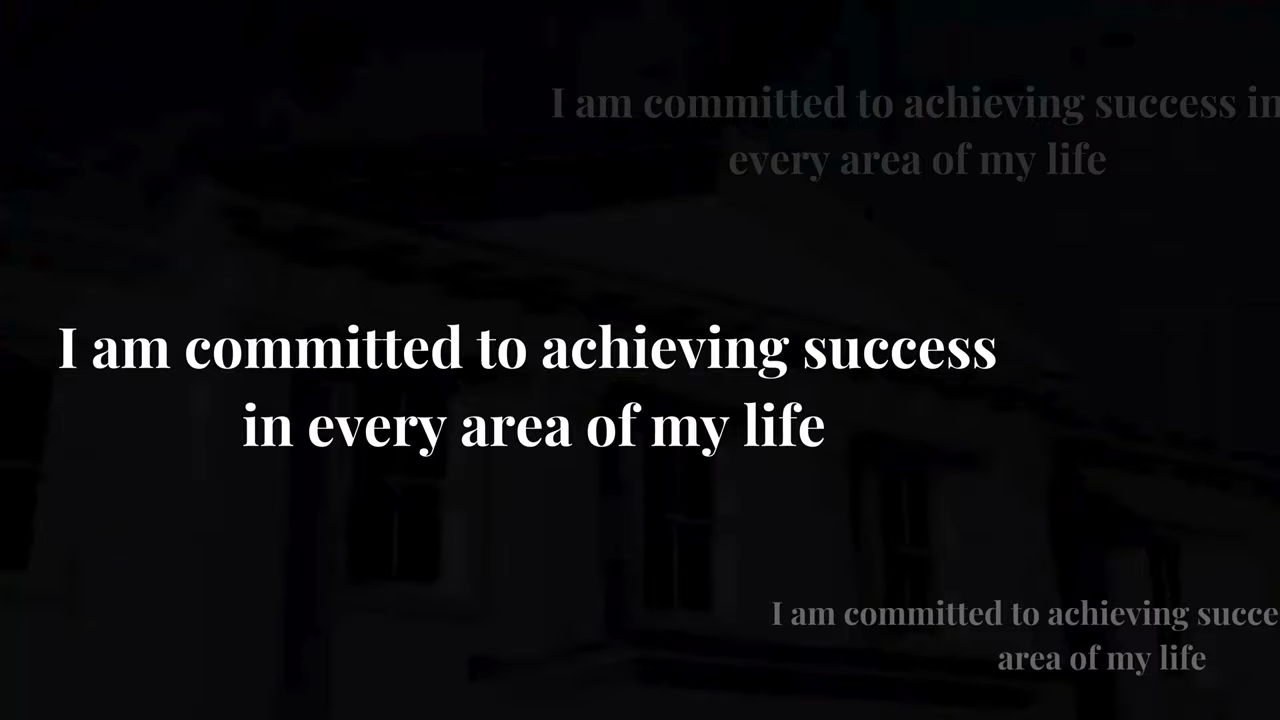 I am committed to achieving success in
every area of my life
I am committed to achieving success
in every area of my life
I am committed to achieving
area of my life